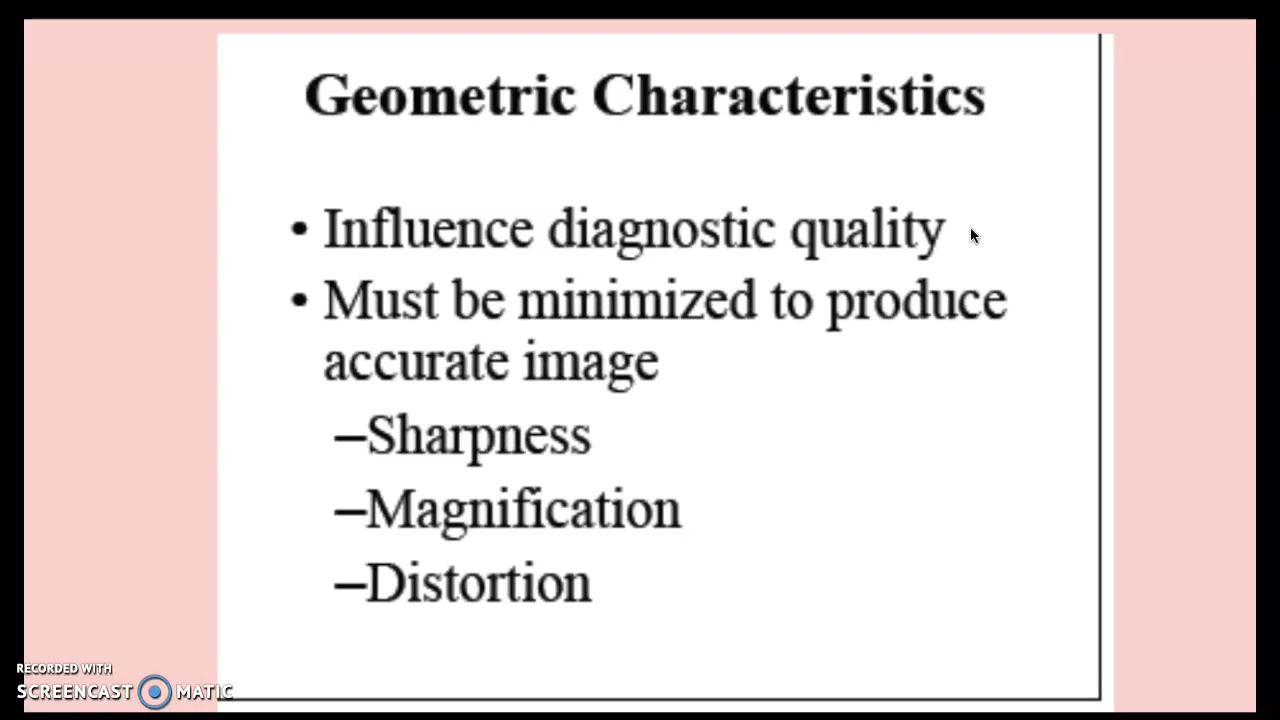 Geometric Characteristics
• Influence diagnostic quality
• Must be minimized to produce
accurate image
–Sharpness
–Magnification
–Distortion
RECORDED WITH
SCREENCAST MATIC